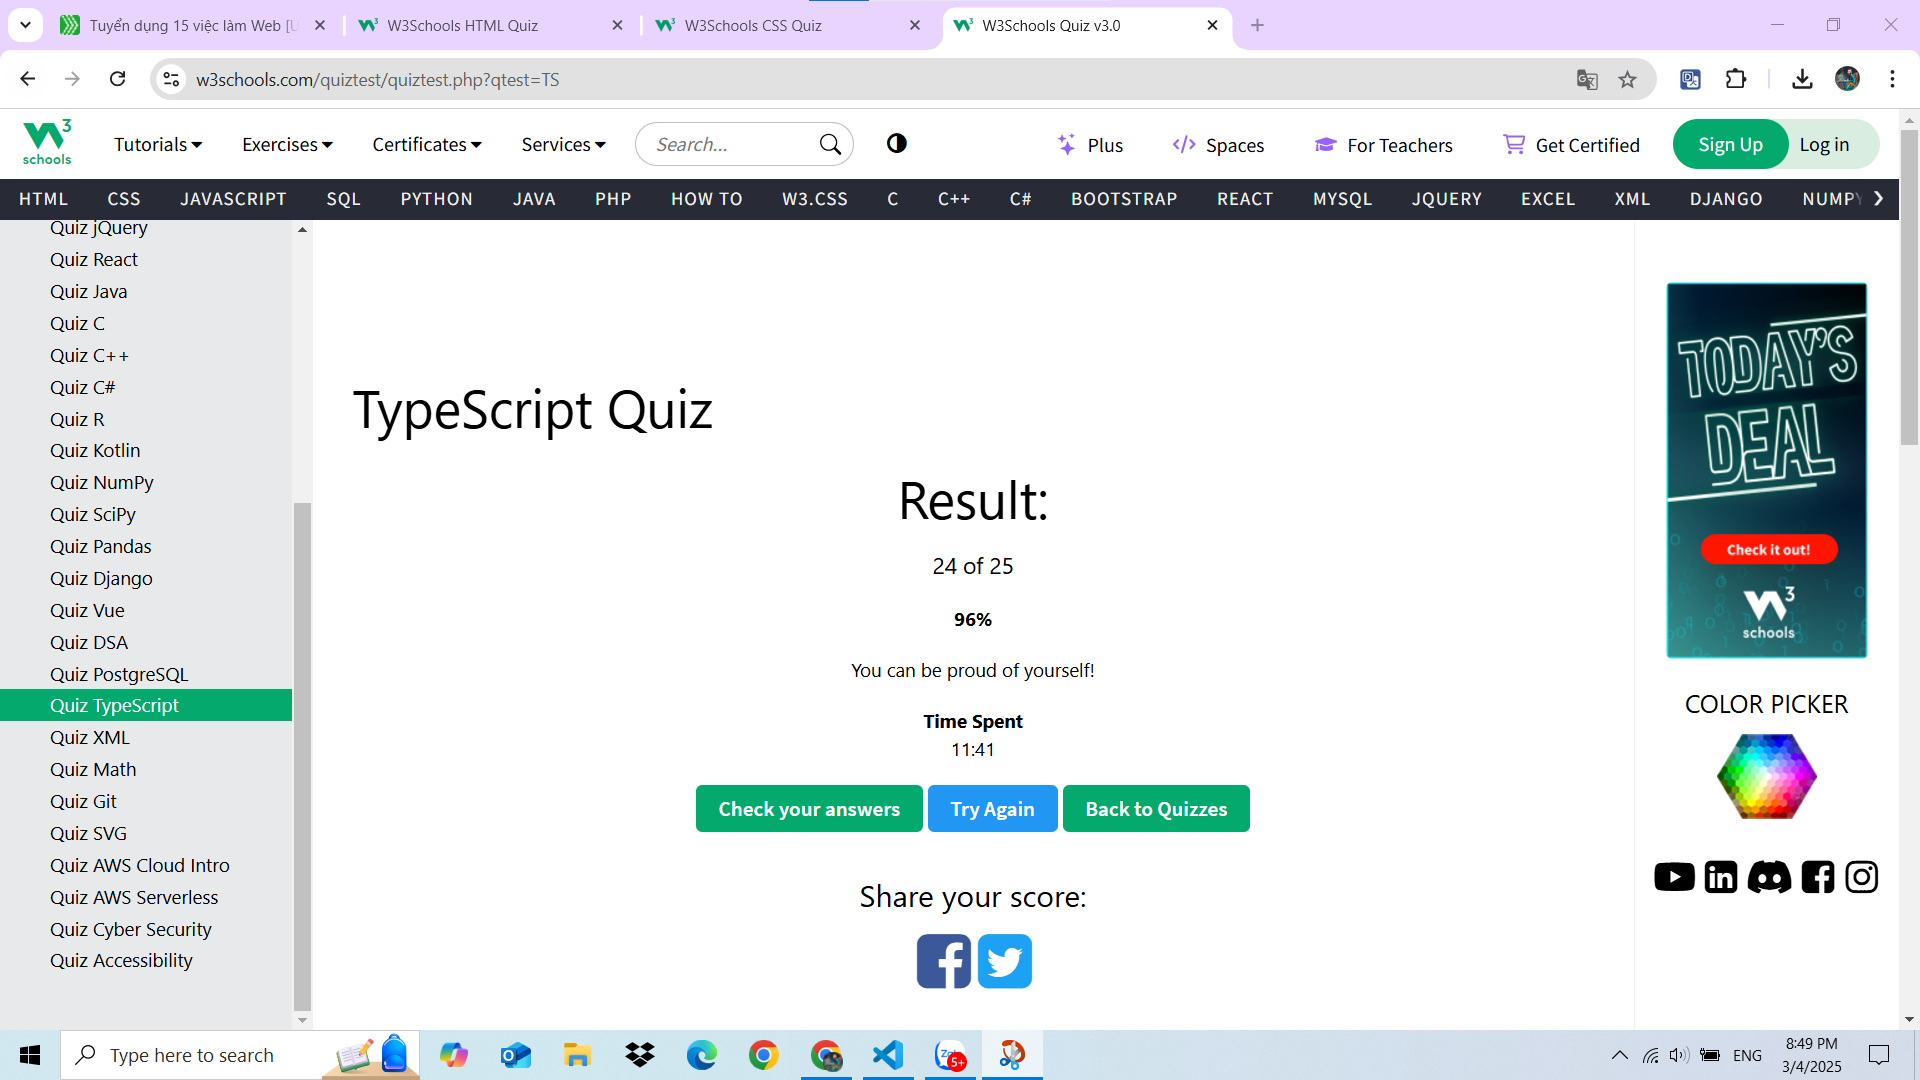 Tuyển dụng 15 việc làm Web [U
W3Schools HTML Quiz
W3Schools CSS Quiz
W3Schools Quiz v3.0
w3schools.com/quiztest/quiztest.php?qtest=TS
W3 schools
Tutorials
Exercises
Certificates
Services
Search...
Plus
Spaces
For Teachers
Get Certified
Sign Up
Log in
HTML CSS JAVASCRIPT SQL PYTHON JAVA PHP HOW TO W3.CSS C C++ C# BOOTSTRAP REACT MYSQL JQUERY EXCEL XML DJANGO NUMPY
Quiz jQuery
Quiz React
Quiz Java
Quiz C
Quiz C++
Quiz C#
Quiz R
Quiz Kotlin
Quiz NumPy
Quiz SciPy
Quiz Pandas
Quiz Django
Quiz Vue
Quiz DSA
Quiz PostgreSQL
Quiz TypeScript
Quiz XML
Quiz Math
Quiz Git
Quiz SVG
Quiz AWS Cloud Intro
Quiz AWS Serverless
Quiz Cyber Security
Quiz Accessibility
TypeScript Quiz
Result:
24 of 25
96%
You can be proud of yourself!
Time Spent
11:41
Check your answers
Try Again
Back to Quizzes
Share your score:
TODAY'S
DEAL
Check it out!
W3
schools
COLOR PICKER
Type here to search
5+
ENG
8:49 PM
3/4/2025